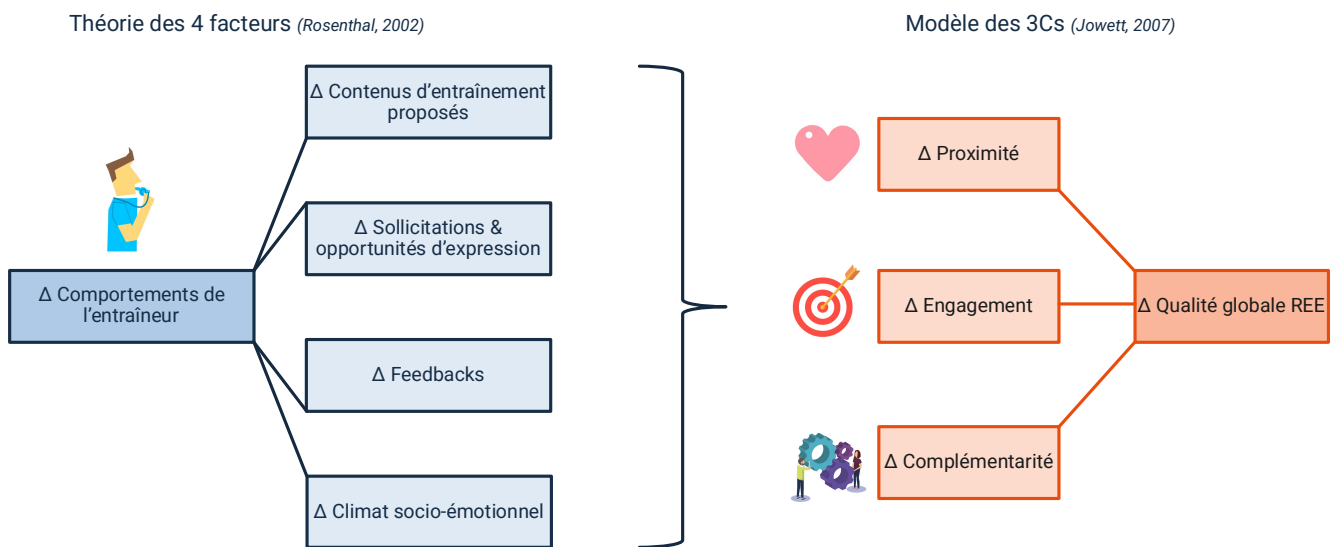 Théorie des 4 facteurs (Rosenthal, 2002)
Modèle des 3Cs (Jowett, 2007)
Δ Comportements de
l'entraîneur
Δ Contenus d'entraînement
proposés
Δ Sollicitations &
opportunités d'expression
Δ Feedbacks
Δ Climat socio-émotionnel
Δ Proximité
Δ Engagement
Δ Complémentarité
Δ Qualité globale REE